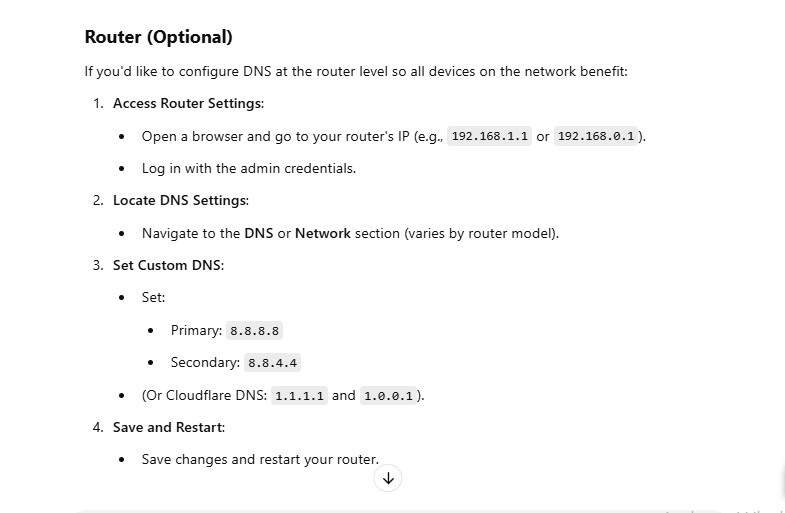 Router (Optional)
If you'd like to configure DNS at the router level so all devices on the network benefit:
1. Access Router Settings:
• Open a browser and go to your router's IP (e.g., 192.168.1.1 or 192.168.0.1).
• Log in with the admin credentials.
2. Locate DNS Settings:
• Navigate to the DNS or Network section (varies by router model).
3. Set Custom DNS:
• Set:
• Primary: 8.8.8.8
• Secondary: 8.8.4.4
• (Or Cloudflare DNS: 1.1.1.1 and 1.0.0.1).
4. Save and Restart:
• Save changes and restart your router.